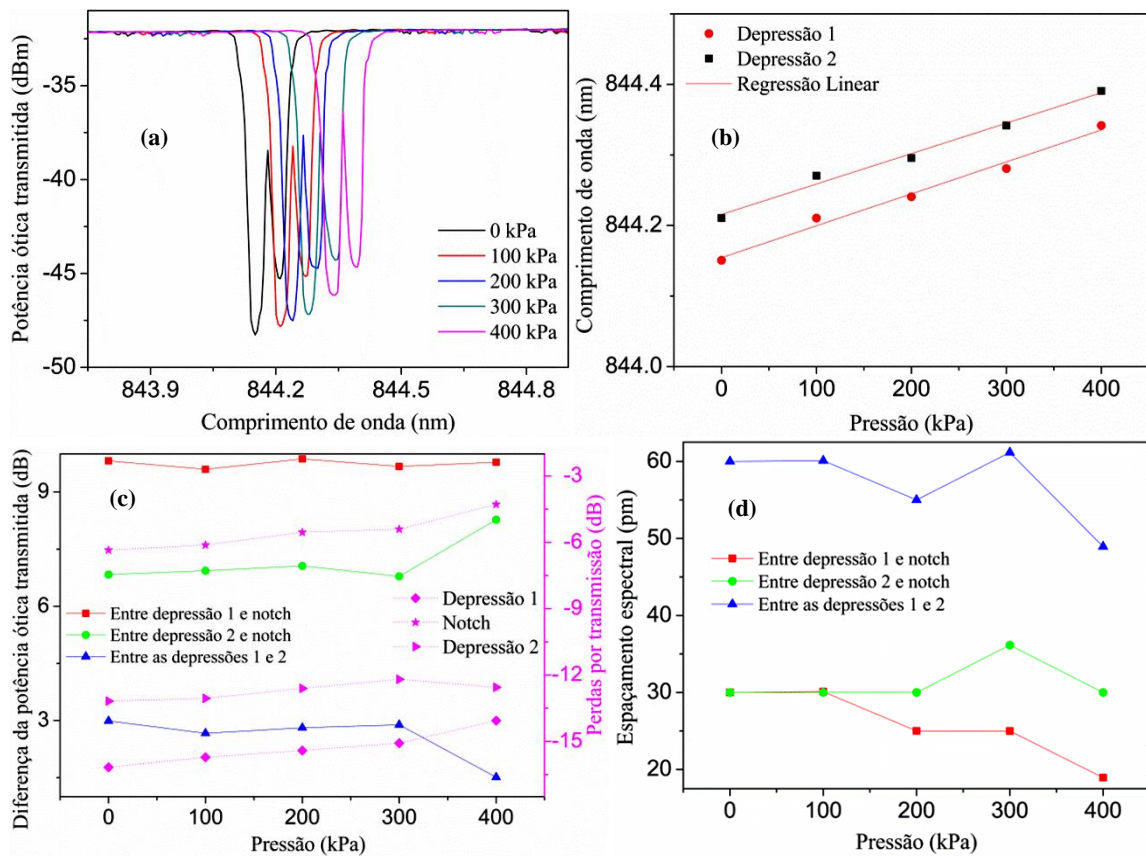 -35
-40
-45
-50
Potência ótica transmitida (dBm)
(a)
0 kPa
100 kPa
200 kPa
300 kPa
400 kPa
843.9 844.2 844.5 844.8
Comprimento de onda (nm)
844.4
844.2
844.0
Comprimento de onda (nm)
Depressão 1
Depressão 2
Regressão Linear
(b)
0 100 200 300 400
Pressão (kPa)
9
6
3
Diferença da potência ótica transmitida (dB)
(c)
Entre depressão 1 e notch
Entre depressão 2 e notch
Entre as depressões 1 e 2
Depressão 1
Notch
Depressão 2
-3
-6
-9
-12
-15
Perdas por transmissão (dB)
0 100 200 300 400
Pressão (kPa)
60
50
40
30
20
Espaçamento espectral (pm)
(d)
Entre depressão 1 e notch
Entre depressão 2 e notch
Entre as depressões 1 e 2
0 100 200 300 400
Pressão (kPa)